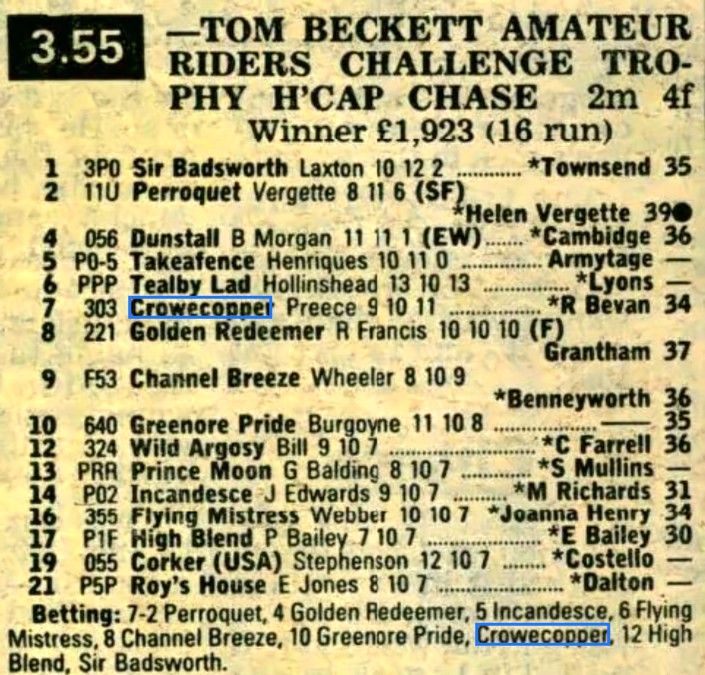 3.55 —TOM BECKETT AMATEUR
RIDERS CHALLENGE TRO-
PHY H'CAP CHASE 2m 4f
Winner £1,923 (16 run)
1 3P0 Sir Badsworth Laxton 10 12 2 ............ *Townsend 35
2 11U Perroquet Vergette 8 11 6 (SF)
*Helen Vergette 39●
4 056 Dunstall B Morgan 11 11 1 (EW)....... *Cambidge 36
5 P0-5 Takeafence Henriques 10 11 0 ............... Armytage —
6 PPP Tealby Lad Hollinshead 13 10 13 ................ *Lyons —
7 303 Crowecopper Preece 9 10 11 ............... *R Bevan 34
8 221 Golden Redeemer R Francis 10 10 10 (F)
Grantham 37
9 F53 Channel Breeze Wheeler 8 10 9
*Benneyworth 36
10 640 Greenore Pride Burgoyne 11 10 8 ............... —— 35
12 324 Wild Argosy Bill 9 10 7 ...................... *C Farrell 36
13 PRR Prince Moon G Balding 8 10 7 ........... *S Mullins —
14 P02 Incandesce J Edwards 9 10 7 ......... *M Richards 31
16 355 Flying Mistress Webber 10 10 7 *Joanna Henry 34
17 P1F High Blend P Bailey 7 10 7 .................. *E Bailey 30
19 055 Corker (USA) Stephenson 12 10 7 ........ *Costello —
21 P5P Roy's House E Jones 8 10 7 ...................... *Dalton —
Betting: 7-2 Perroquet, 4 Golden Redeemer, 5 Incandesce, 6 Flying
Mistress, 8 Channel Breeze, 10 Greenore Pride, Crowecopper, 12 High
Blend, Sir Badsworth.